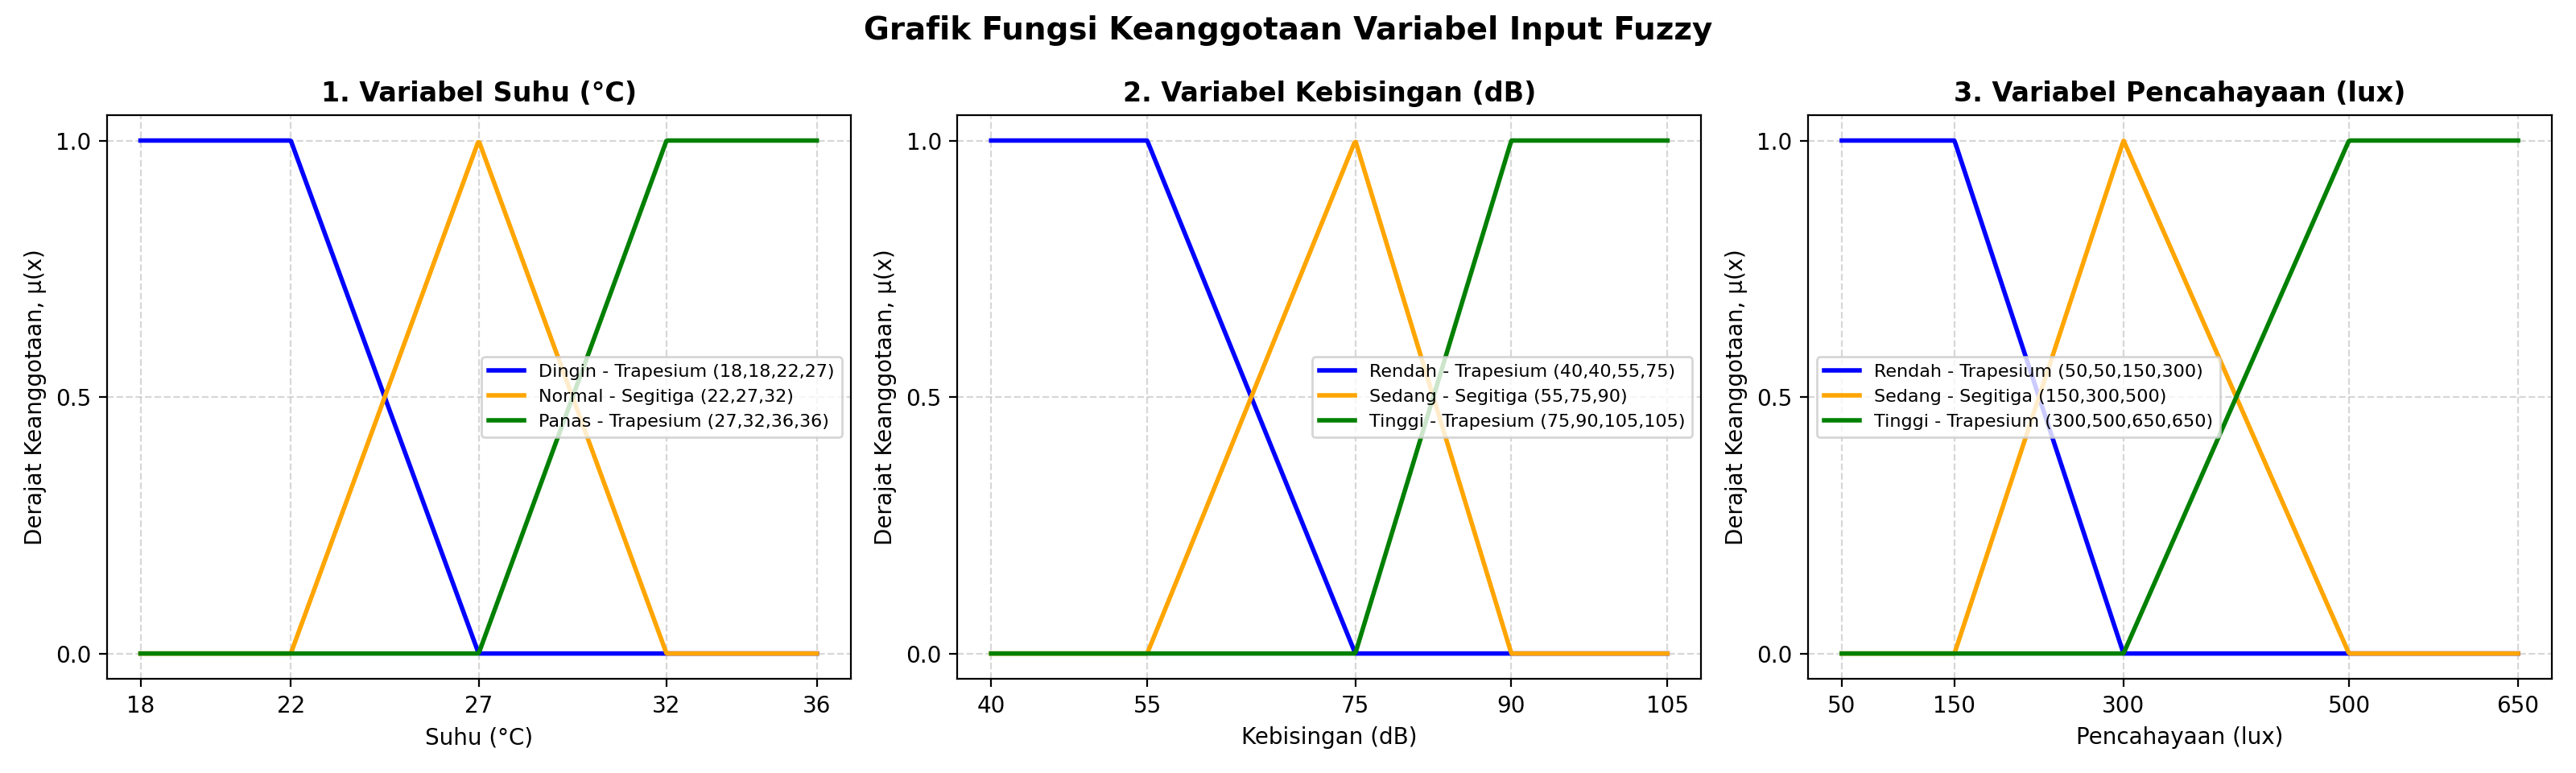 Grafik Fungsi Keanggotaan Variabel Input Fuzzy
1. Variabel Suhu (°C)
Derajat Keanggotaan, μ(x)
1.0
0.5
0.0
Dingin - Trapesium (18,18,22,27)
Normal - Segitiga (22,27,32)
Panas - Trapesium (27,32,36,36)
18 22 27 32 36
Suhu (°C)
2. Variabel Kebisingan (dB)
Derajat Keanggotaan, μ(x)
1.0
0.5
0.0
Rendah - Trapesium (40,40,55,75)
Sedang - Segitiga (55,75,90)
Tinggi - Trapesium (75,90,105,105)
40 55 75 90 105
Kebisingan (dB)
3. Variabel Pencahayaan (lux)
Derajat Keanggotaan, μ(x)
1.0
0.5
0.0
Rendah - Trapesium (50,50,150,300)
Sedang - Segitiga (150,300,500)
Tinggi - Trapesium (300,500,650,650)
50 150 300 500 650
Pencahayaan (lux)